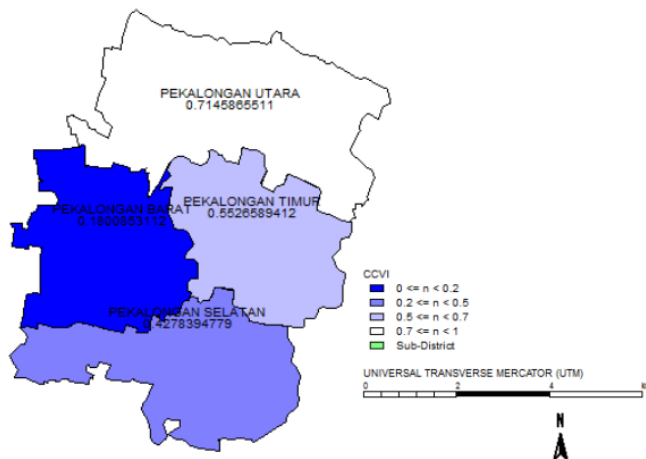 PEKALONGAN UTARA
0.7145865511
PEKALONGAN BARAT
0.1800853112
PEKALONGAN TIMUR
0.5526589412
PEKALONGAN SELATAN
0.4278394779
CCVI
0 <= n < 0.2
0.2 <= n < 0.5
0.5 <= n < 0.7
0.7 <= n < 1
Sub-District
UNIVERSAL TRANSVERSE MERCATOR (UTM)
0 2 4 k
N